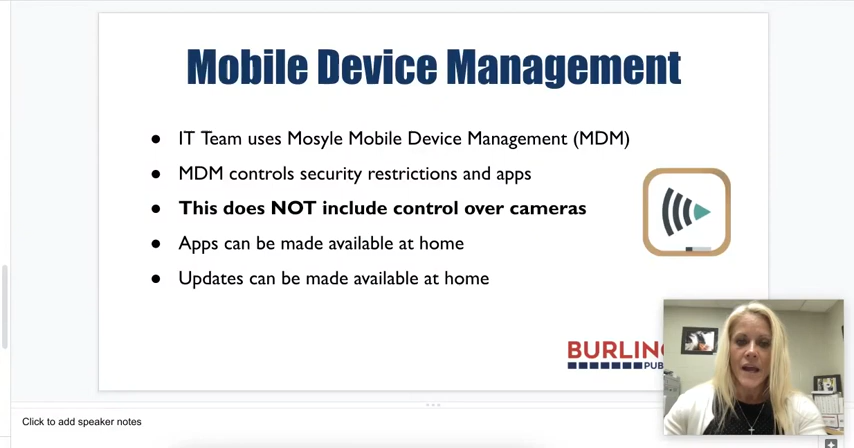 Mobile Device Management
IT Team uses Mosyle Mobile Device Management (MDM)
MDM controls security restrictions and apps
This does NOT include control over cameras
Apps can be made available at home
Updates can be made available at home
BURLIN
PUB
Click to add speaker notes